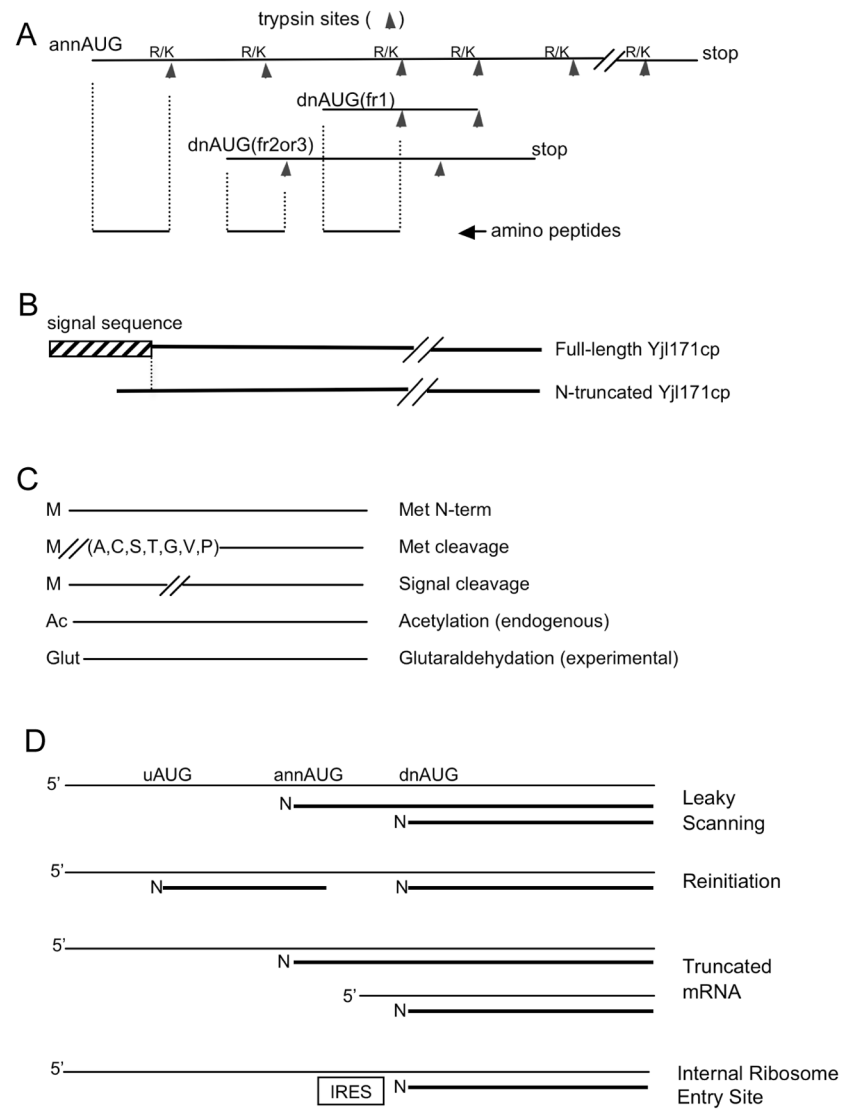 A
trypsin sites ( )
annAUG
R/K R/K R/K R/K R/K R/K
stop
dnAUG(fr1)
dnAUG(fr2or3)
stop
amino peptides
B
signal sequence
Full-length Yjl171cp
N-truncated Yjl171cp
C
M Met N-term
M//(A,C,S,T,G,V,P) Met cleavage
M // Signal cleavage
Ac Acetylation (endogenous)
Glut Glutaraldehydation (experimental)
D
uAUG annAUG dnAUG
5’
N
Leaky
N
Scanning
5’
N N Reinitiation
5’
N
Truncated
5’
mRNA
N
5’
Internal Ribosome
IRES N
Entry Site